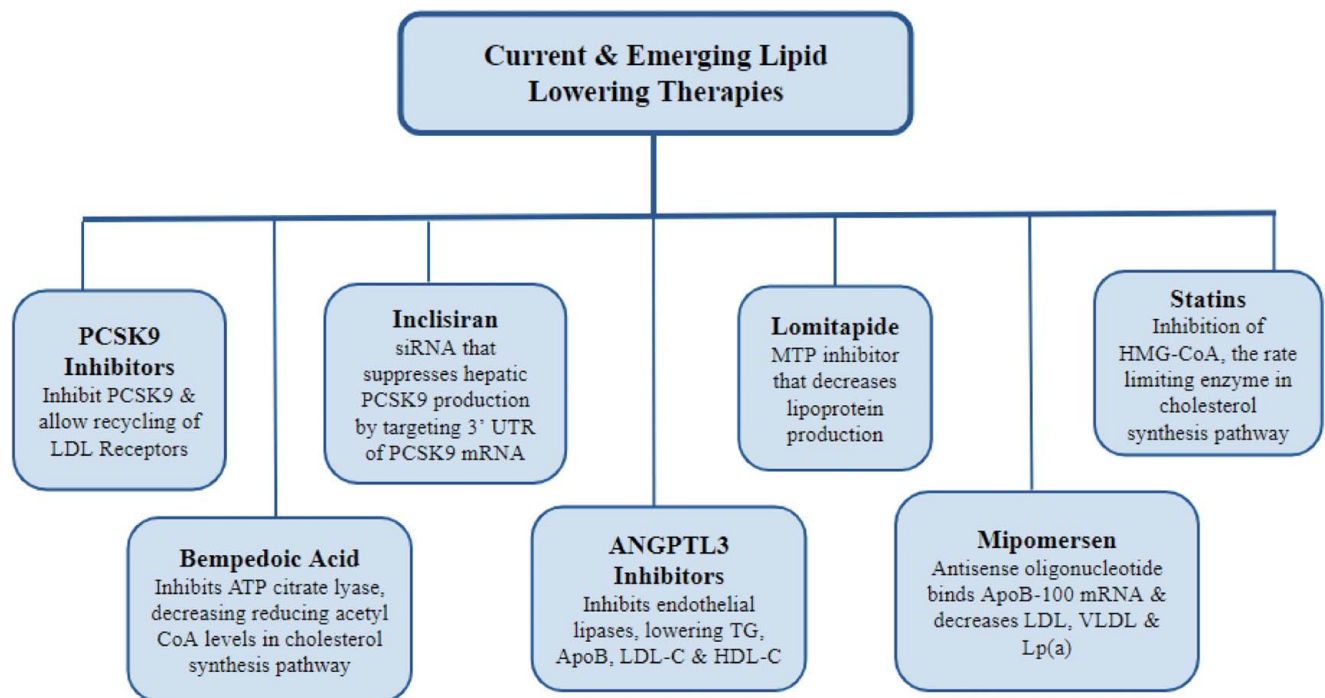 Current & Emerging Lipid
Lowering Therapies
PCSK9
Inhibitors
Inhibit PCSK9 &
allow recycling of
LDL Receptors
Inclisiran
siRNA that
suppresses hepatic
PCSK9 production
by targeting 3’ UTR
of PCSK9 mRNA
Lomitapide
MTP inhibitor
that decreases
lipoprotein
production
Statins
Inhibition of
HMG-CoA, the rate
limiting enzyme in
cholesterol
synthesis pathway
Bempedoic Acid
Inhibits ATP citrate lyase,
decreasing reducing acetyl
CoA levels in cholesterol
synthesis pathway
ANGPTL3
Inhibitors
Inhibits endothelial
lipases, lowering TG,
ApoB, LDL-C & HDL-C
Mipomersen
Antisense oligonucleotide
binds ApoB-100 mRNA &
decreases LDL, VLDL &
Lp(a)